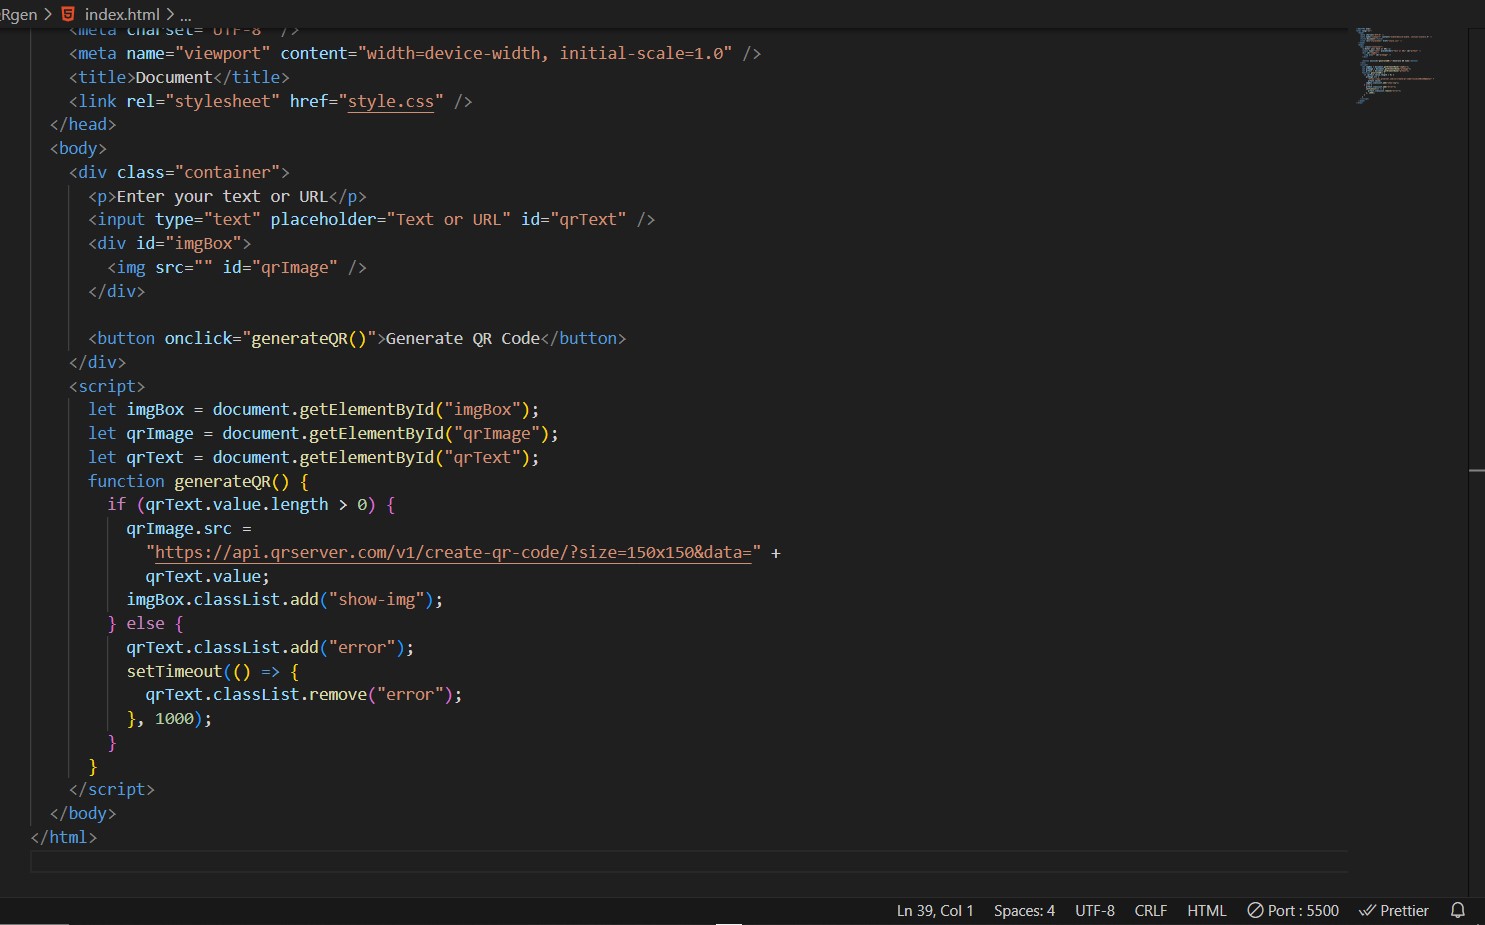 Rgen > index.html > ...
<meta charset="UTF-8" />
<meta name="viewport" content="width=device-width, initial-scale=1.0" />
<title>Document</title>
<link rel="stylesheet" href="style.css" />
</head>
<body>
<div class="container">
<p>Enter your text or URL</p>
<input type="text" placeholder="Text or URL" id="qrText" />
<div id="imgBox">
<img src="" id="qrImage" />
</div>
<button onclick="generateQR()">Generate QR Code</button>
</div>
<script>
let imgBox = document.getElementById("imgBox");
let qrImage = document.getElementById("qrImage");
let qrText = document.getElementById("qrText");
function generateQR() {
if (qrText.value.length > 0) {
qrImage.src =
"https://api.qrserver.com/v1/create-qr-code/?size=150x150&data=" +
qrText.value;
imgBox.classList.add("show-img");
} else {
qrText.classList.add("error");
setTimeout(() => {
qrText.classList.remove("error");
}, 1000);
}
}
</script>
</body>
</html>
Ln 39, Col 1 Spaces: 4 UTF-8 CRLF HTML Port : 5500 Prettier